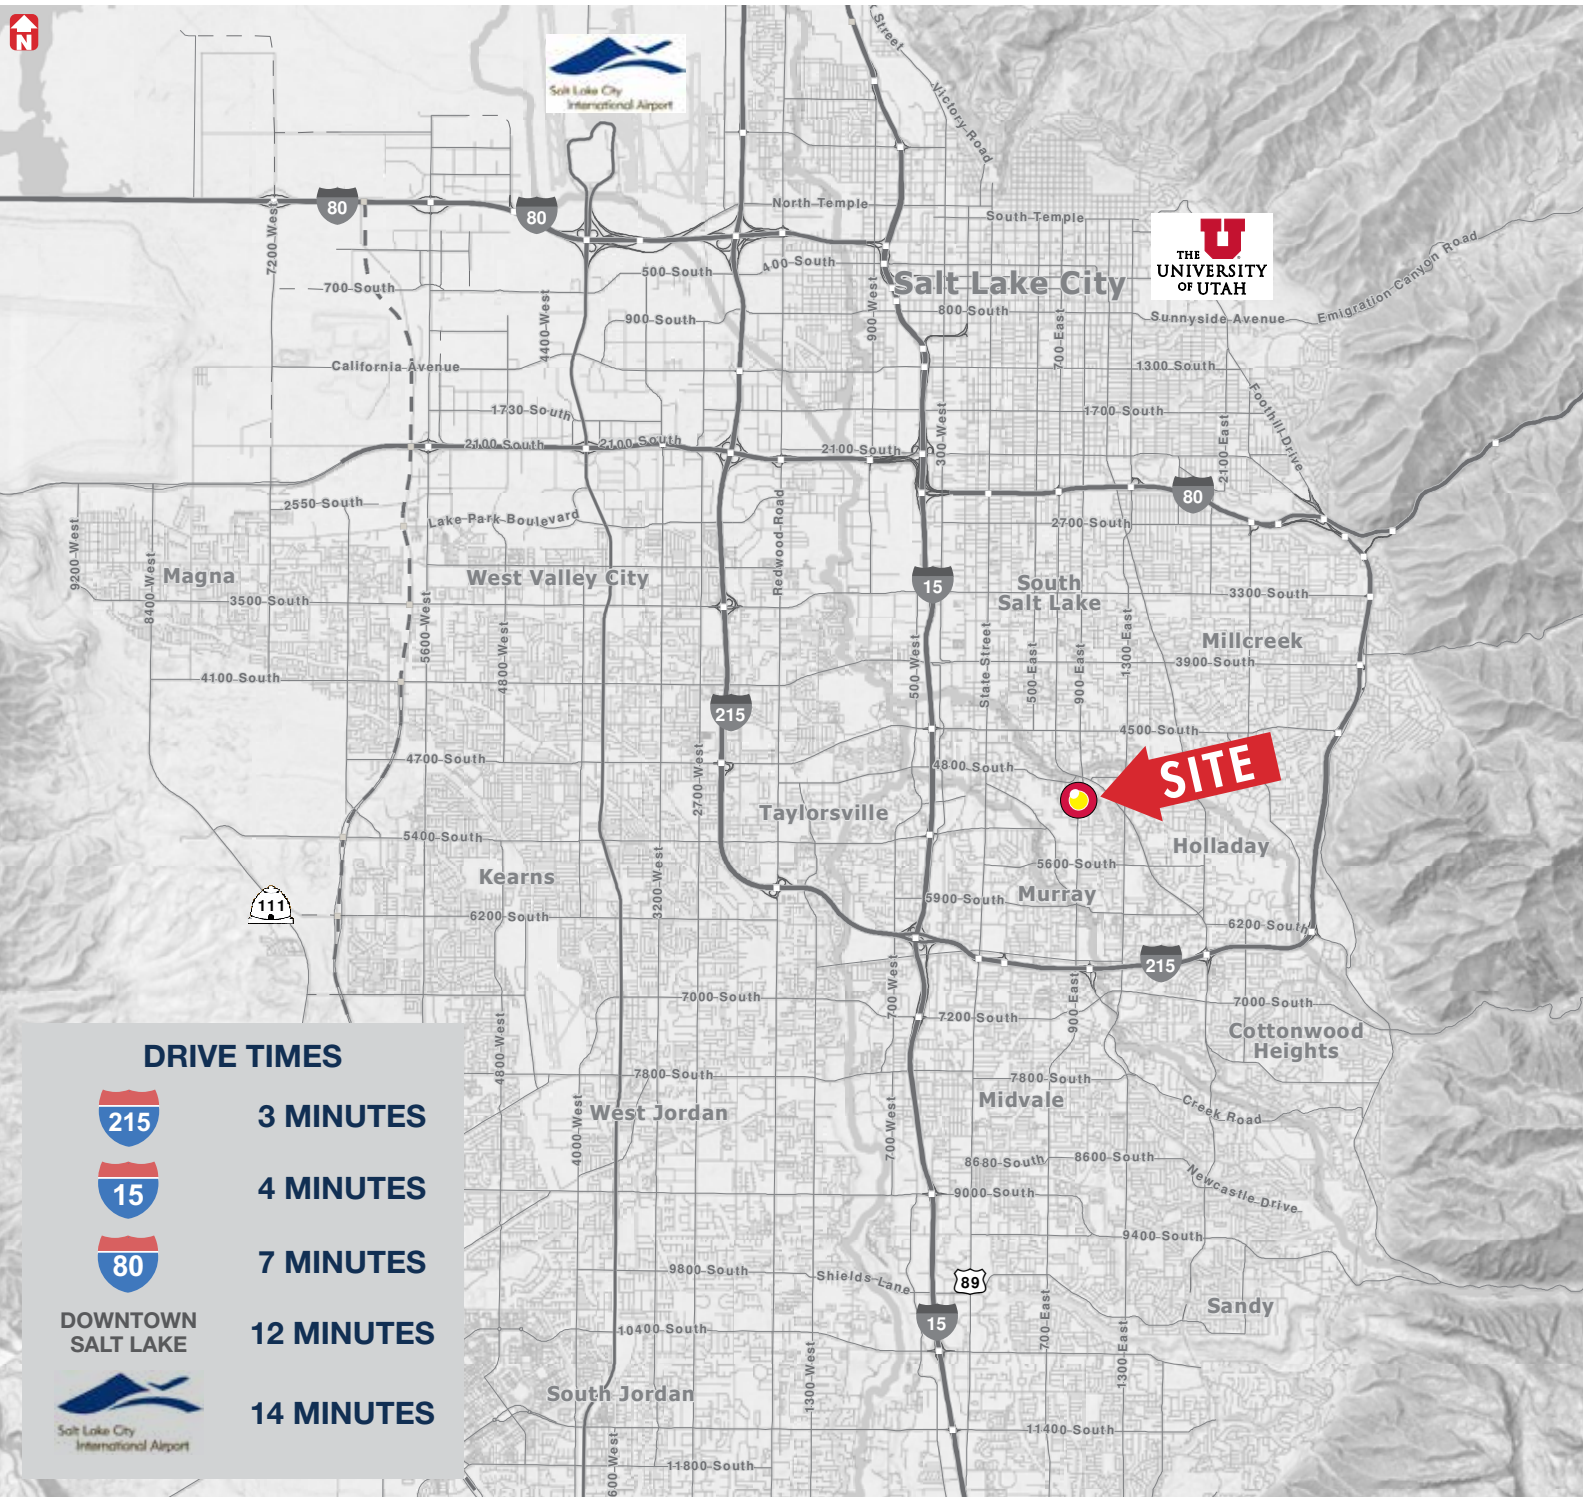 N
Street
Victory Road
Salt Lake City
International Airport
80
80
North Temple
South Temple
THE
UNIVERSITY
OF UTAH
U
7200 West
700 South
500 South
400 South
Salt Lake City
Emigration Canyon Road
4400 West
900 South
900 West
800 South
700 East
Sunnyside Avenue
California Avenue
1300 South
1730 South
1700 South
Foothill Drive
2100 South
2100 South
2100 South
300 West
2100 East
80
2550 South
Lake Park Boulevard
Redwood Road
2700 South
9200 West
8400 West
Magna
West Valley City
15
South
Salt Lake
3500 South
3300 South
5600 West
4800 West
500 West
State Street
500 East
900 East
1300 East
Millcreek
3900 South
4100 South
215
4500 South
4700 South
2700 West
4800 South
SITE
Taylorsville
Holladay
5400 South
5600 South
Kearns
3200 West
5900 South
Murray
111
6200 South
6200 South
215
700 West
900 East
7000 South
7000 South
7200 South
Cottonwood
Heights
4800 West
7800 South
7800 South
4000 West
West Jordan
700 West
Midvale
Creek Road
8680 South
8600 South
Newcastle Drive
9000 South
9400 South
9800 South
Shields Lane
89
Sandy
15
10400 South
700 East
1300 East
1300 West
South Jordan
11400 South
11800 South
600 West
DRIVE TIMES
215 3 MINUTES
15 4 MINUTES
80 7 MINUTES
DOWNTOWN
SALT LAKE 12 MINUTES
Salt Lake City
International Airport 14 MINUTES